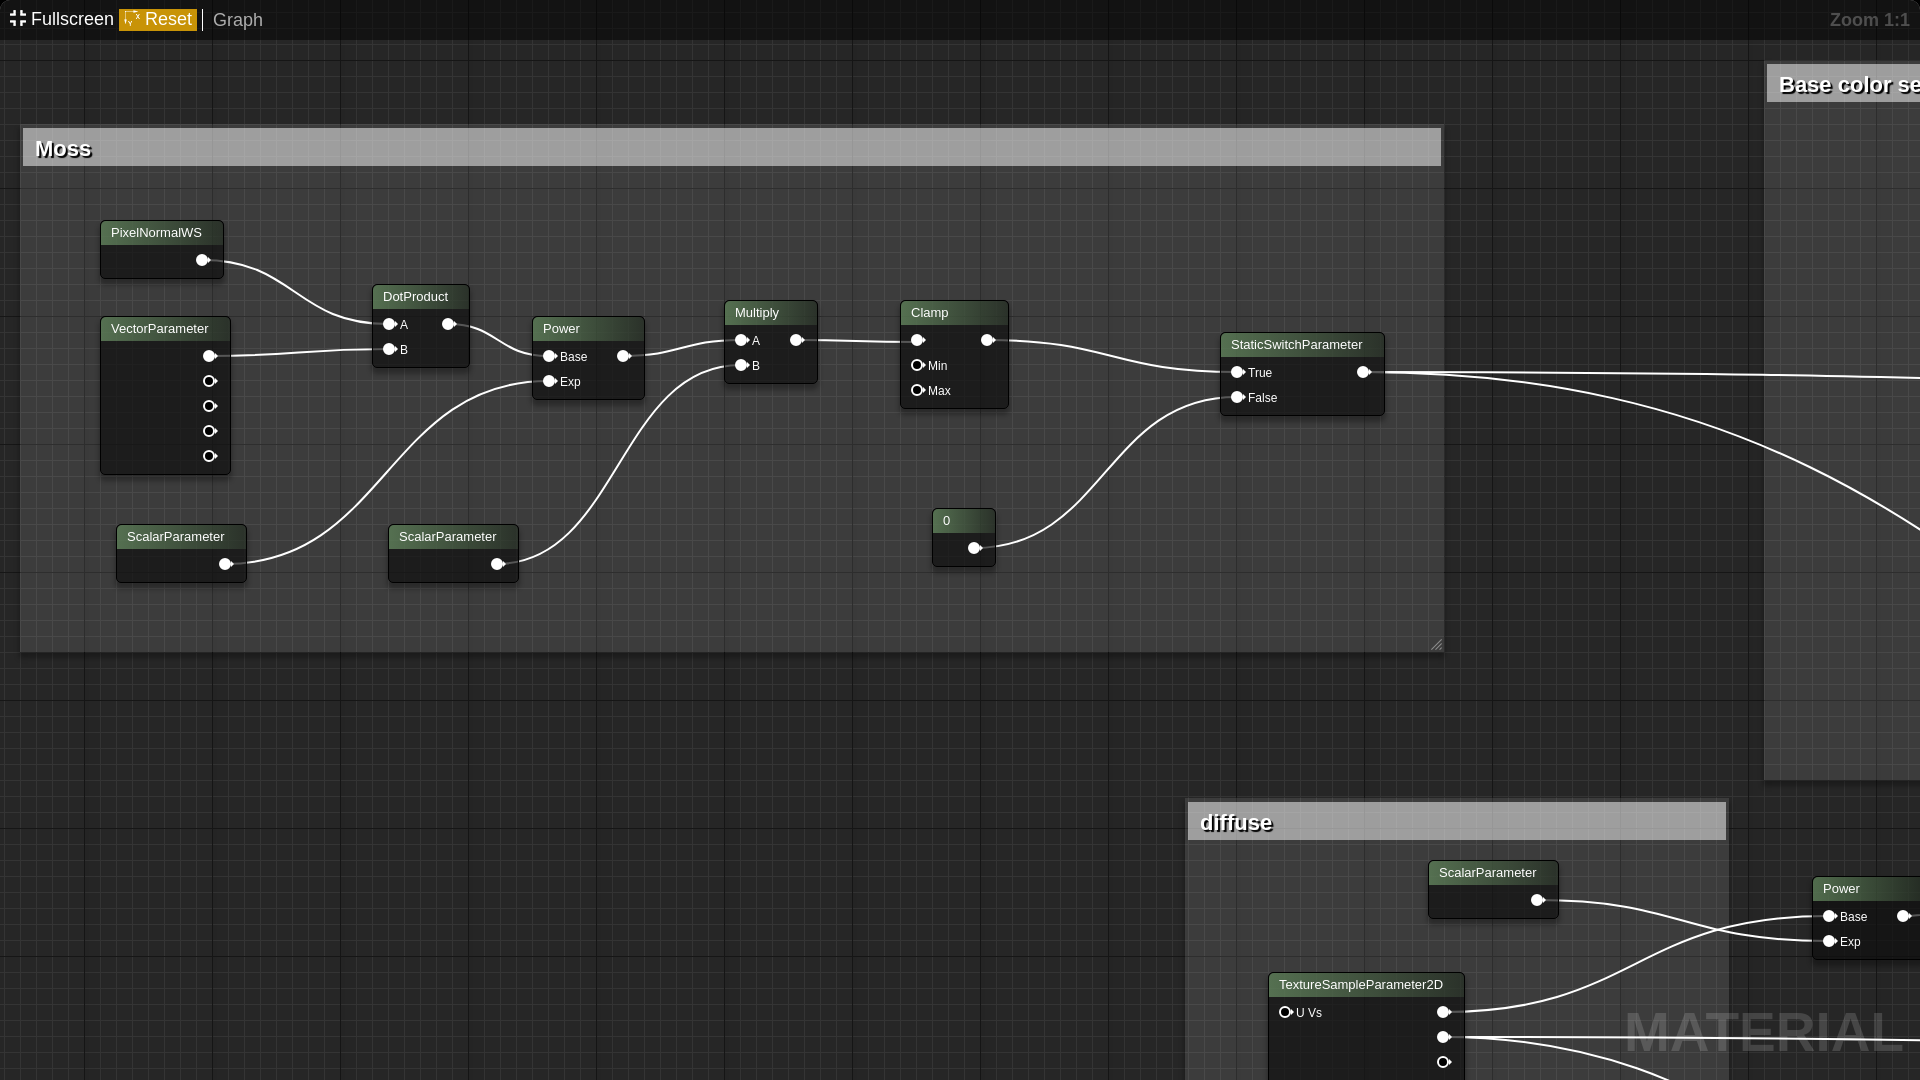 Fullscreen Reset Graph
Zoom 1:1
Base color se
Moss
PixelNormalWS
VectorParameter
DotProduct
A
B
Power
Base
Exp
Multiply
A
B
Clamp
Min
Max
StaticSwitchParameter
True
False
ScalarParameter
ScalarParameter
0
diffuse
ScalarParameter
Power
Base
Exp
TextureSampleParameter2D
U Vs
MATERIAL